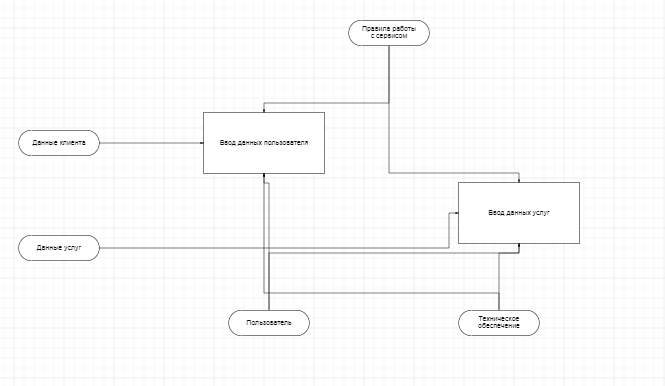 Правила работы
с сервисом
Данные клиента
Ввод данных пользователя
Ввод данных услуг
Данные услуг
Пользователь
Техническое
обеспечение